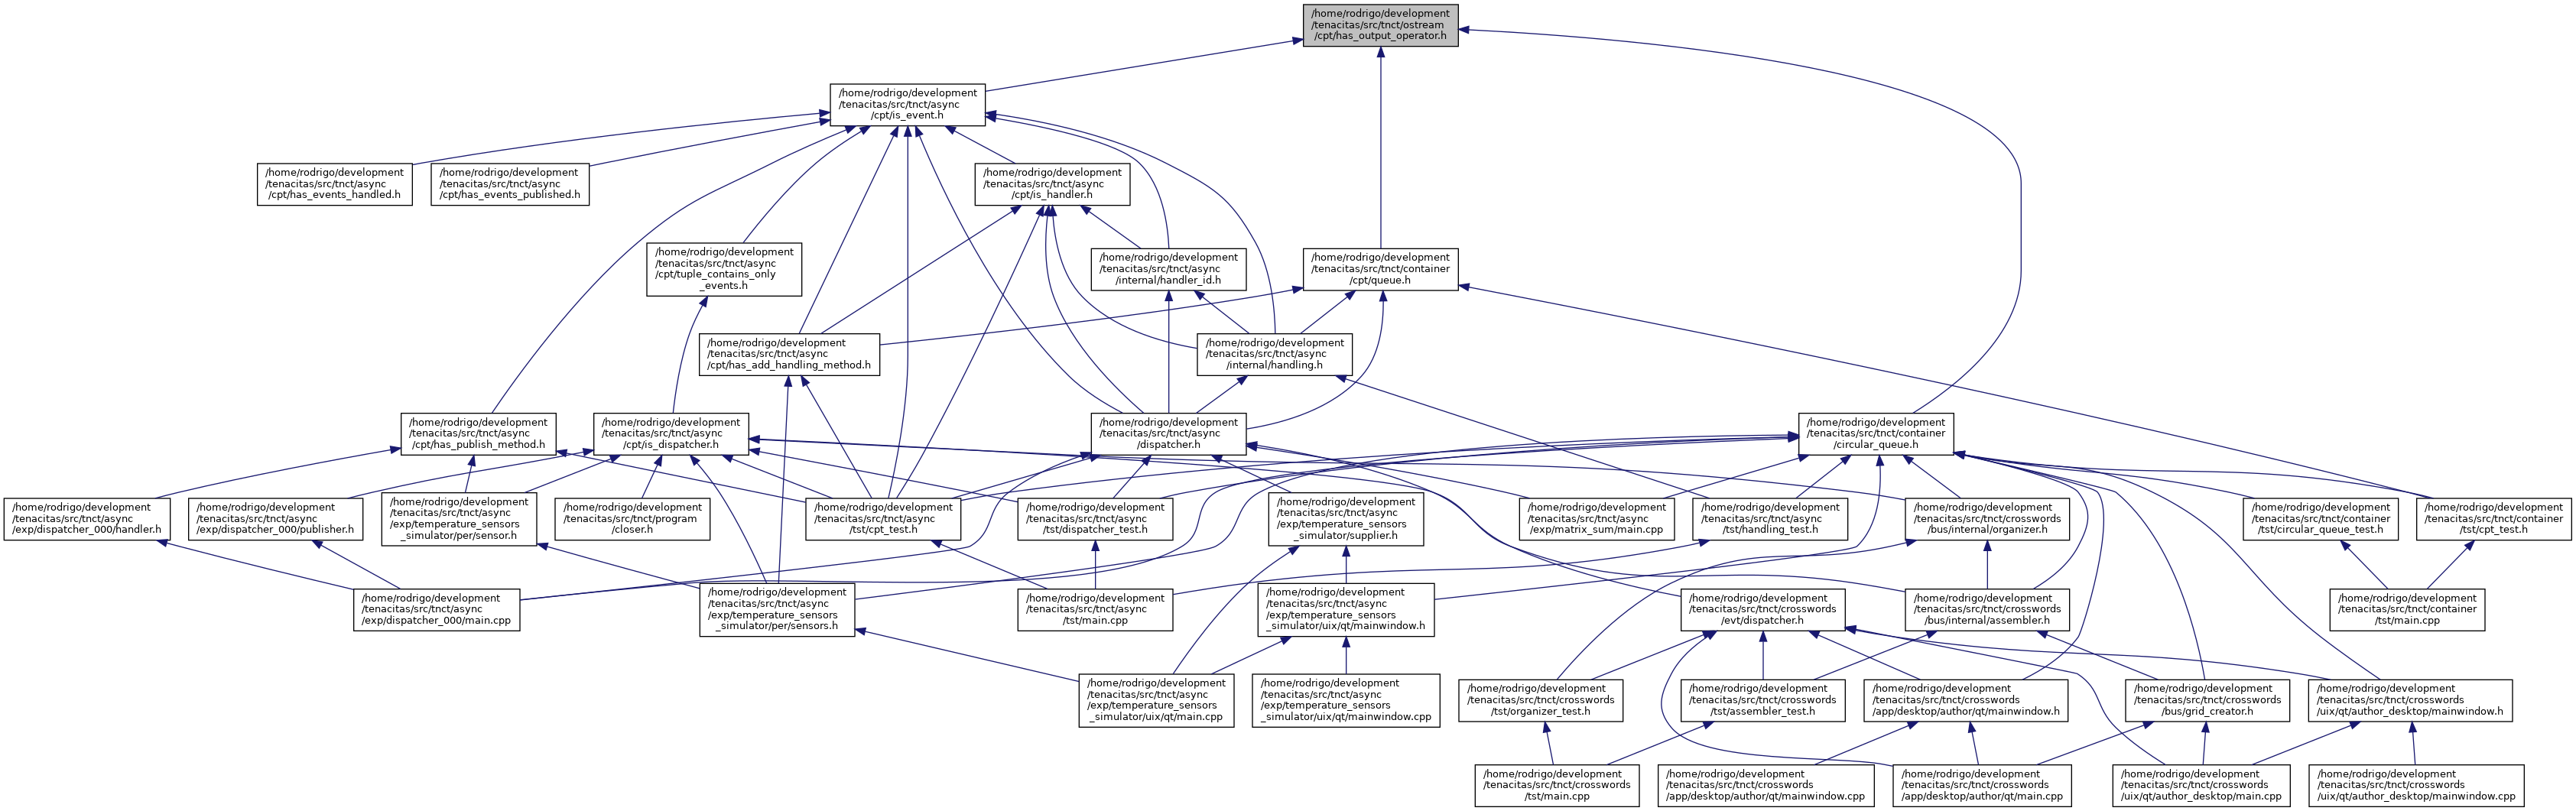 /home/rodrigo/development
/tenacitas/src/tnct/ostream
/cpt/has_output_operator.h
/home/rodrigo/development
/tenacitas/src/tnct/async
/cpt/is_event.h
/home/rodrigo/development
/tenacitas/src/tnct/async
/cpt/has_events_handled.h
/home/rodrigo/development
/tenacitas/src/tnct/async
/cpt/has_events_published.h
/home/rodrigo/development
/tenacitas/src/tnct/async
/cpt/is_handler.h
/home/rodrigo/development
/tenacitas/src/tnct/async
/cpt/tuple_contains_only
_events.h
/home/rodrigo/development
/tenacitas/src/tnct/async
/internal/handler_id.h
/home/rodrigo/development
/tenacitas/src/tnct/container
/cpt/queue.h
/home/rodrigo/development
/tenacitas/src/tnct/async
/cpt/has_add_handling_method.h
/home/rodrigo/development
/tenacitas/src/tnct/async
/internal/handling.h
/home/rodrigo/development
/tenacitas/src/tnct/async
/cpt/has_publish_method.h
/home/rodrigo/development
/tenacitas/src/tnct/async
/cpt/is_dispatcher.h
/home/rodrigo/development
/tenacitas/src/tnct/async
/dispatcher.h
/home/rodrigo/development
/tenacitas/src/tnct/container
/circular_queue.h
/home/rodrigo/development
/tenacitas/src/tnct/async
/exp/dispatcher_000/handler.h
/home/rodrigo/development
/tenacitas/src/tnct/async
/exp/dispatcher_000/publisher.h
/home/rodrigo/development
/tenacitas/src/tnct/async
/exp/temperature_sensors
_simulator/per/sensor.h
/home/rodrigo/development
/tenacitas/src/tnct/program
/closer.h
/home/rodrigo/development
/tenacitas/src/tnct/async
/tst/cpt_test.h
/home/rodrigo/development
/tenacitas/src/tnct/async
/tst/dispatcher_test.h
/home/rodrigo/development
/tenacitas/src/tnct/async
/exp/temperature_sensors
_simulator/supplier.h
/home/rodrigo/development
/tenacitas/src/tnct/async
/exp/matrix_sum/main.cpp
/home/rodrigo/development
/tenacitas/src/tnct/async
/tst/handling_test.h
/home/rodrigo/development
/tenacitas/src/tnct/crosswords
/bus/internal/organizer.h
/home/rodrigo/development
/tenacitas/src/tnct/container
/tst/circular_queue_test.h
/home/rodrigo/development
/tenacitas/src/tnct/container
/tst/cpt_test.h
/home/rodrigo/development
/tenacitas/src/tnct/async
/exp/dispatcher_000/main.cpp
/home/rodrigo/development
/tenacitas/src/tnct/async
/exp/temperature_sensors
_simulator/per/sensors.h
/home/rodrigo/development
/tenacitas/src/tnct/async
/tst/main.cpp
/home/rodrigo/development
/tenacitas/src/tnct/async
/exp/temperature_sensors
_simulator/uix/qt/mainwindow.h
/home/rodrigo/development
/tenacitas/src/tnct/crosswords
/evt/dispatcher.h
/home/rodrigo/development
/tenacitas/src/tnct/crosswords
/bus/internal/assembler.h
/home/rodrigo/development
/tenacitas/src/tnct/container
/tst/main.cpp
/home/rodrigo/development
/tenacitas/src/tnct/async
/exp/temperature_sensors
_simulator/uix/qt/main.cpp
/home/rodrigo/development
/tenacitas/src/tnct/async
/exp/temperature_sensors
_simulator/uix/qt/mainwindow.cpp
/home/rodrigo/development
/tenacitas/src/tnct/crosswords
/tst/organizer_test.h
/home/rodrigo/development
/tenacitas/src/tnct/crosswords
/tst/assembler_test.h
/home/rodrigo/development
/tenacitas/src/tnct/crosswords
/app/desktop/author/qt/mainwindow.h
/home/rodrigo/development
/tenacitas/src/tnct/crosswords
/bus/grid_creator.h
/home/rodrigo/development
/tenacitas/src/tnct/crosswords
/uix/qt/author_desktop/mainwindow.h
/home/rodrigo/development
/tenacitas/src/tnct/crosswords
/tst/main.cpp
/home/rodrigo/development
/tenacitas/src/tnct/crosswords
/app/desktop/author/qt/mainwindow.cpp
/home/rodrigo/development
/tenacitas/src/tnct/crosswords
/app/desktop/author/qt/main.cpp
/home/rodrigo/development
/tenacitas/src/tnct/crosswords
/uix/qt/author_desktop/main.cpp
/home/rodrigo/development
/tenacitas/src/tnct/crosswords
/uix/qt/author_desktop/mainwindow.cpp